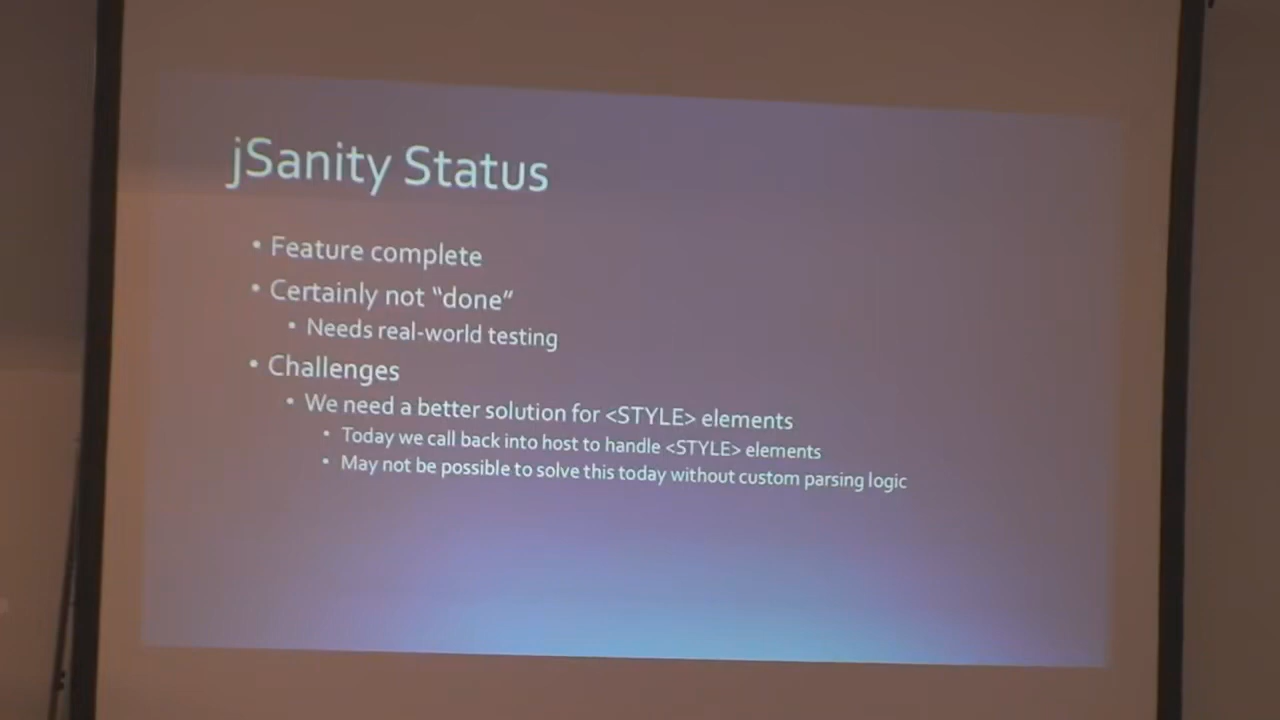 jSanity Status
• Feature complete
• Certainly not “done”
• Needs real-world testing
• Challenges
• We need a better solution for <STYLE> elements
• Today we call back into host to handle <STYLE> elements
• May not be possible to solve this today without custom parsing logic